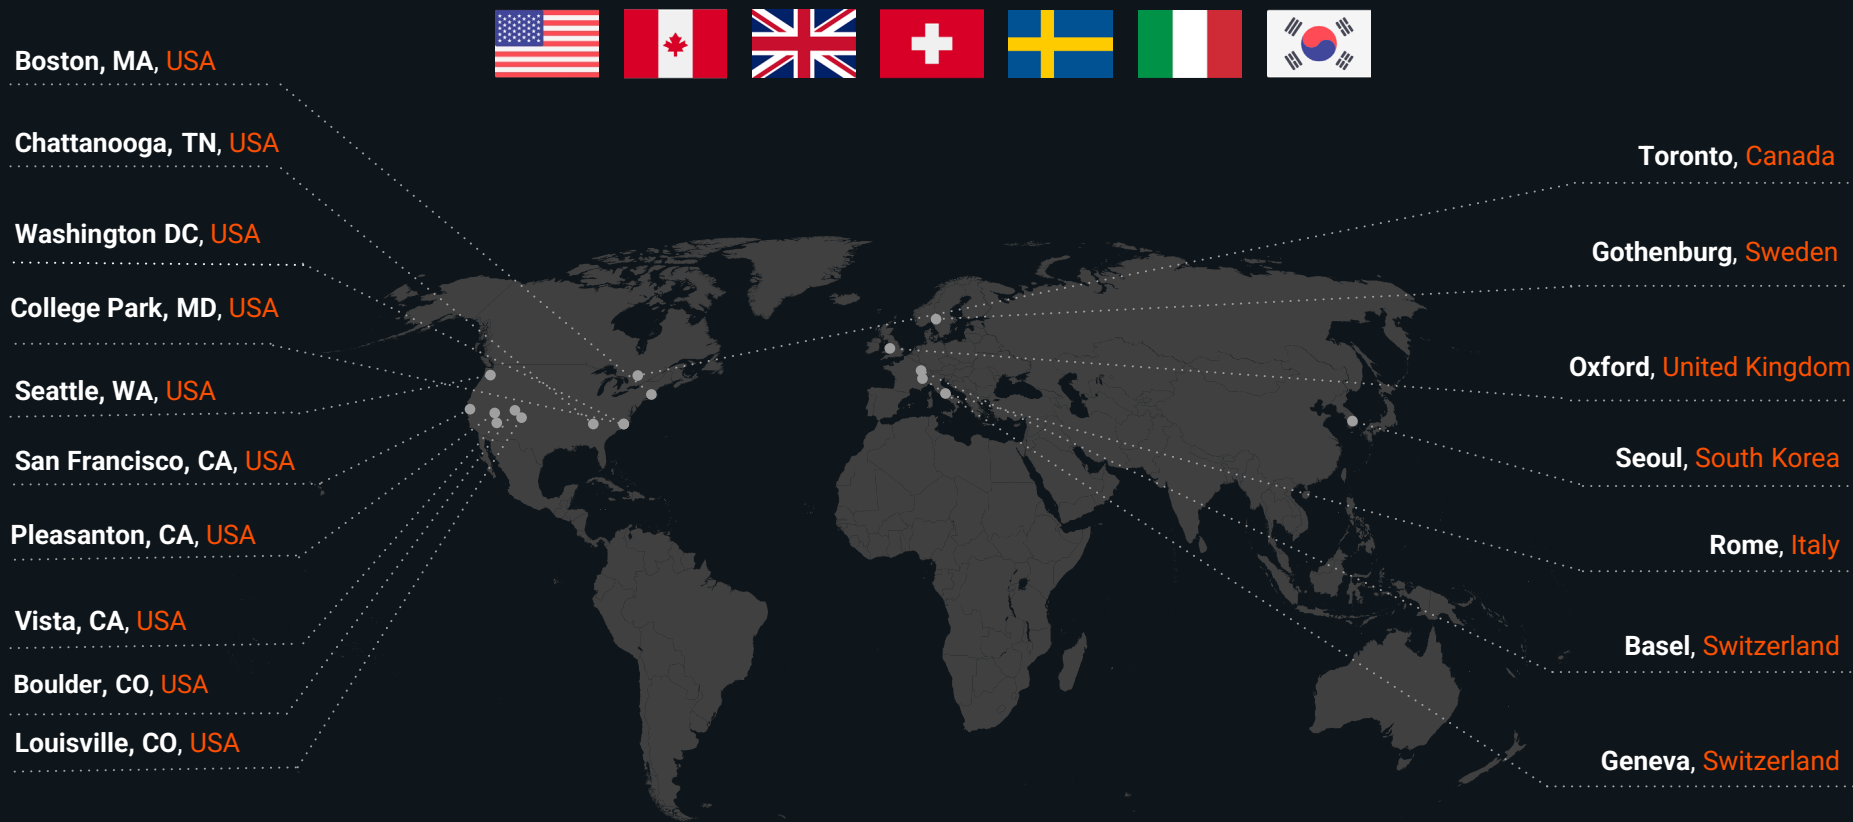 Boston, MA, USA
Chattanooga, TN, USA
Washington DC, USA
College Park, MD, USA
Seattle, WA, USA
San Francisco, CA, USA
Pleasanton, CA, USA
Vista, CA, USA
Boulder, CO, USA
Louisville, CO, USA
Toronto, Canada
Gothenburg, Sweden
Oxford, United Kingdom
Seoul, South Korea
Rome, Italy
Basel, Switzerland
Geneva, Switzerland